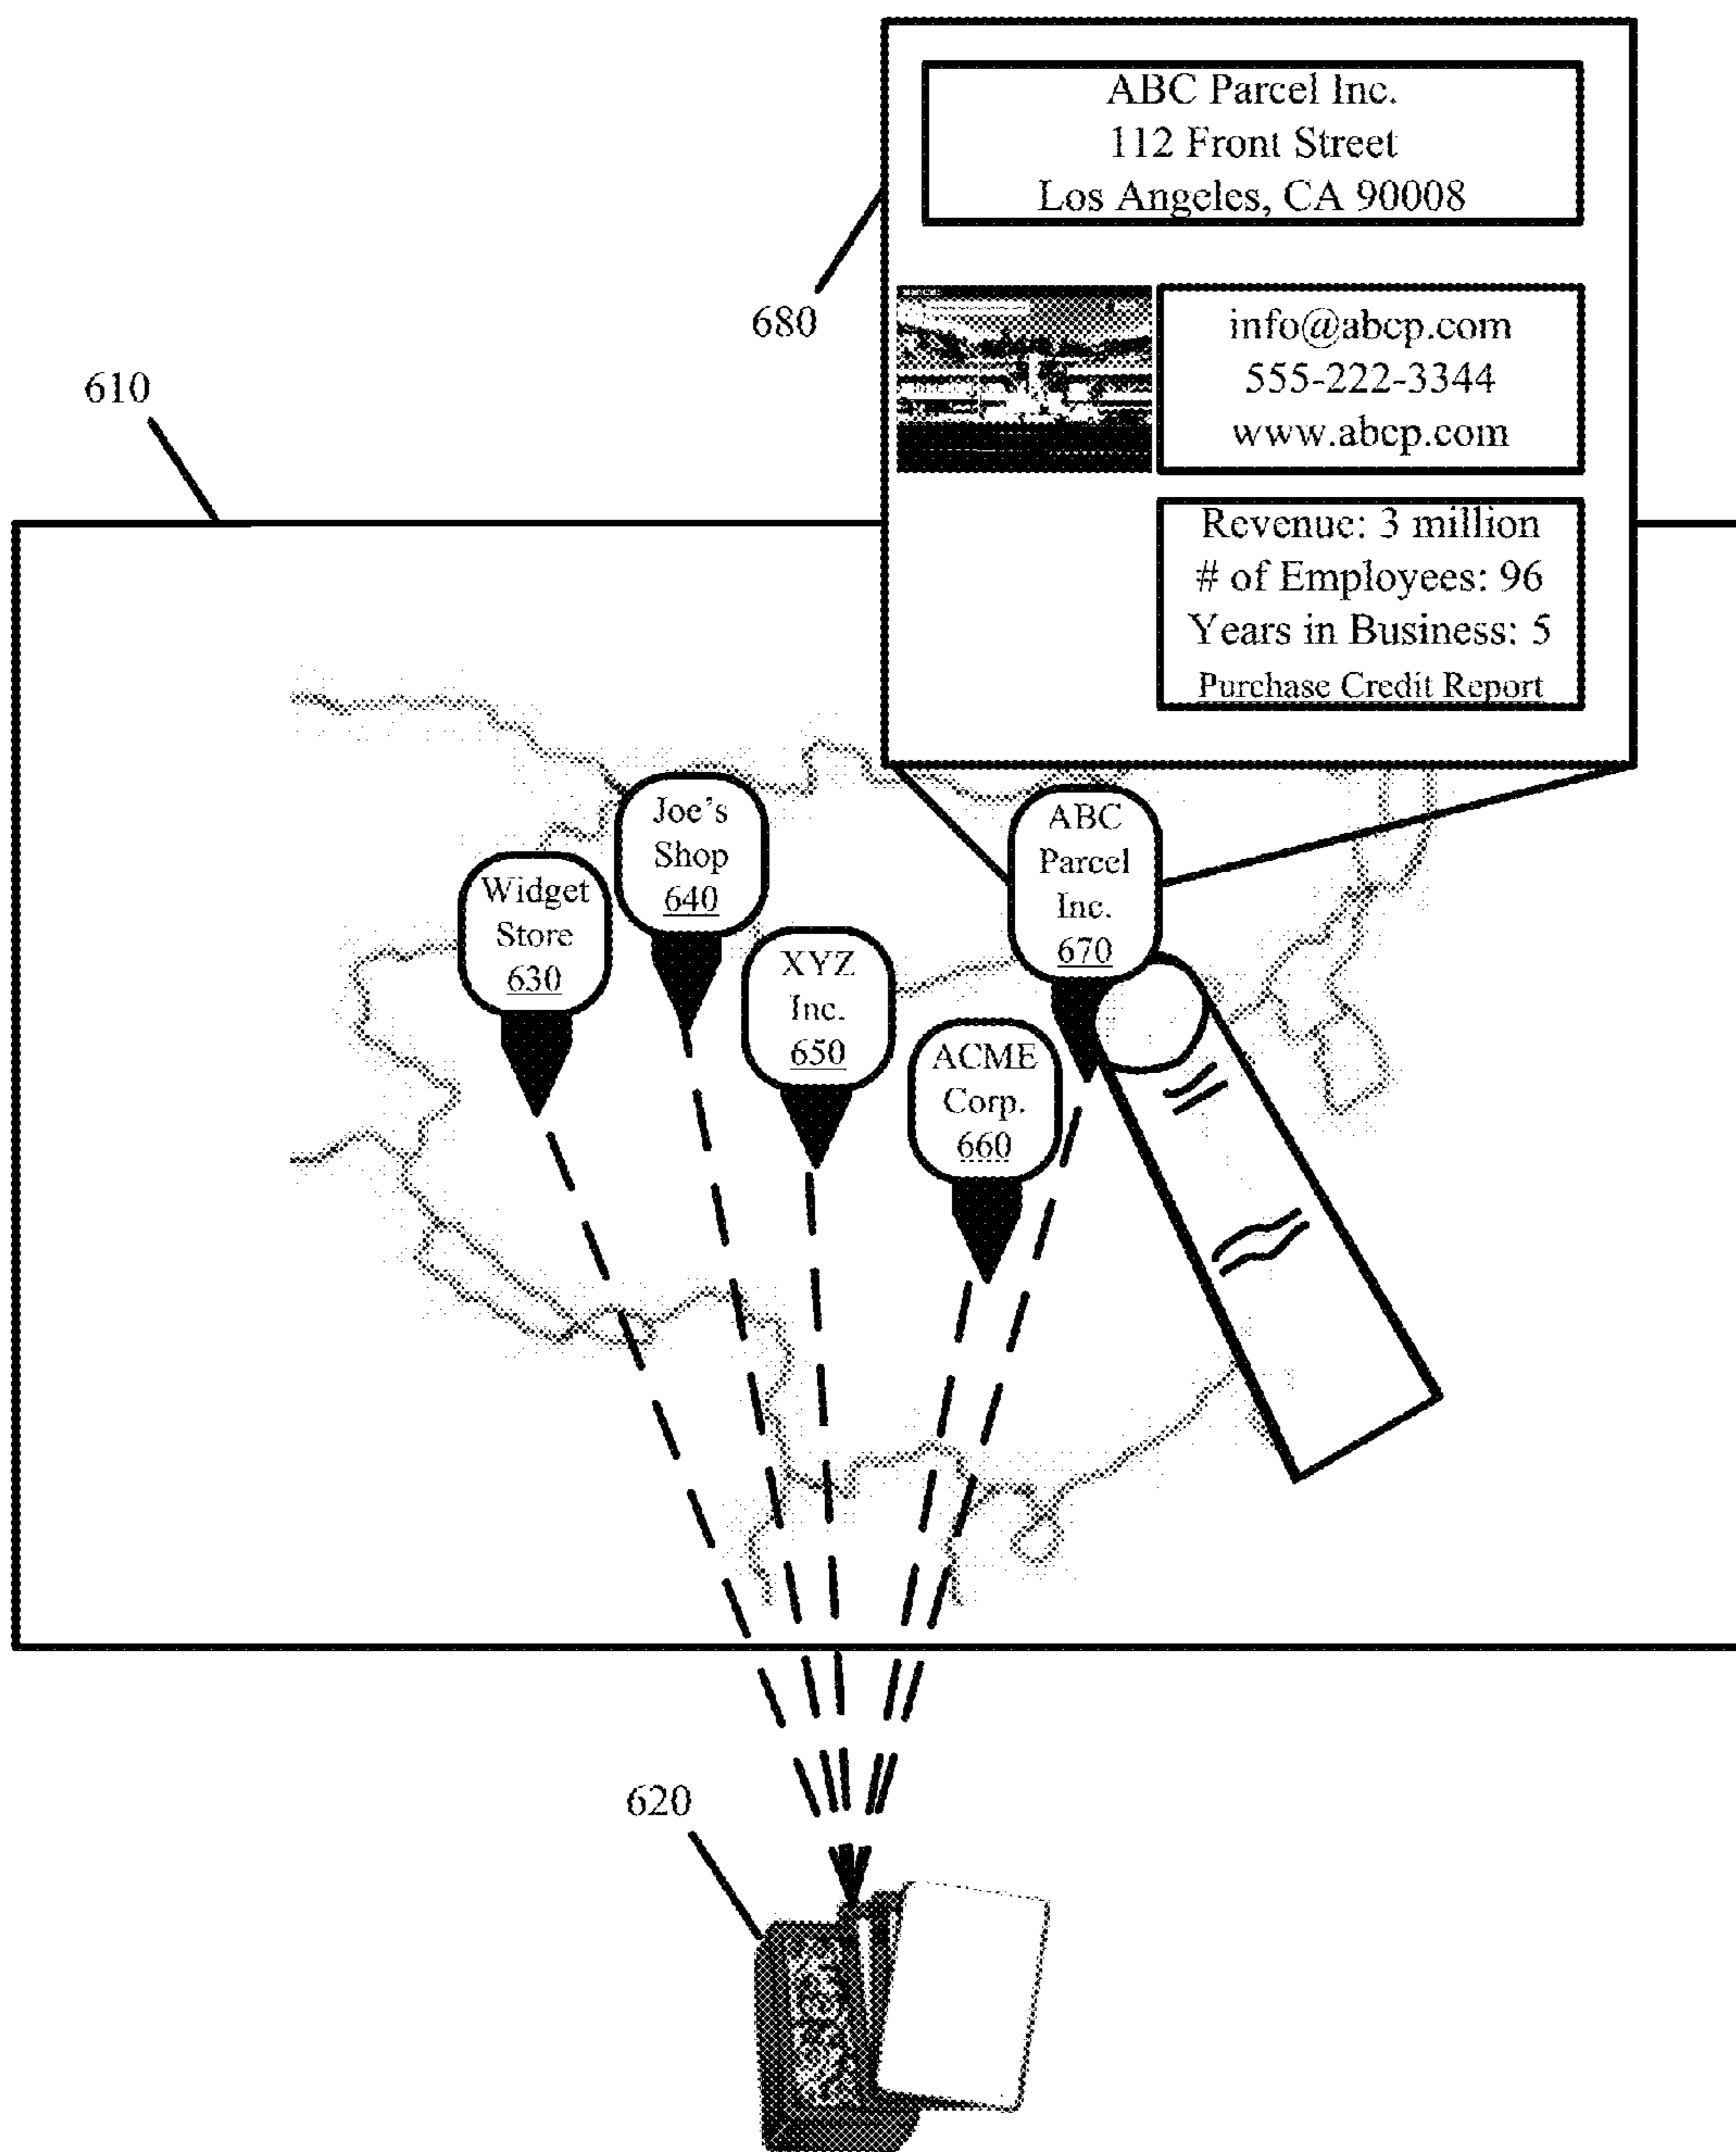 ABC Parcel Inc.
112 Front Street
Los Angeles, CA 90008
680
info@abcp.com
555-222-3344
www.abcp.com
610
Revenue: 3 million
# of Employees: 96
Years in Business: 5
Purchase Credit Report
Widget
Store
630
Joe's
Shop
640
XYZ
Inc.
650
ACME
Corp.
660
ABC
Parcel
Inc.
670
620